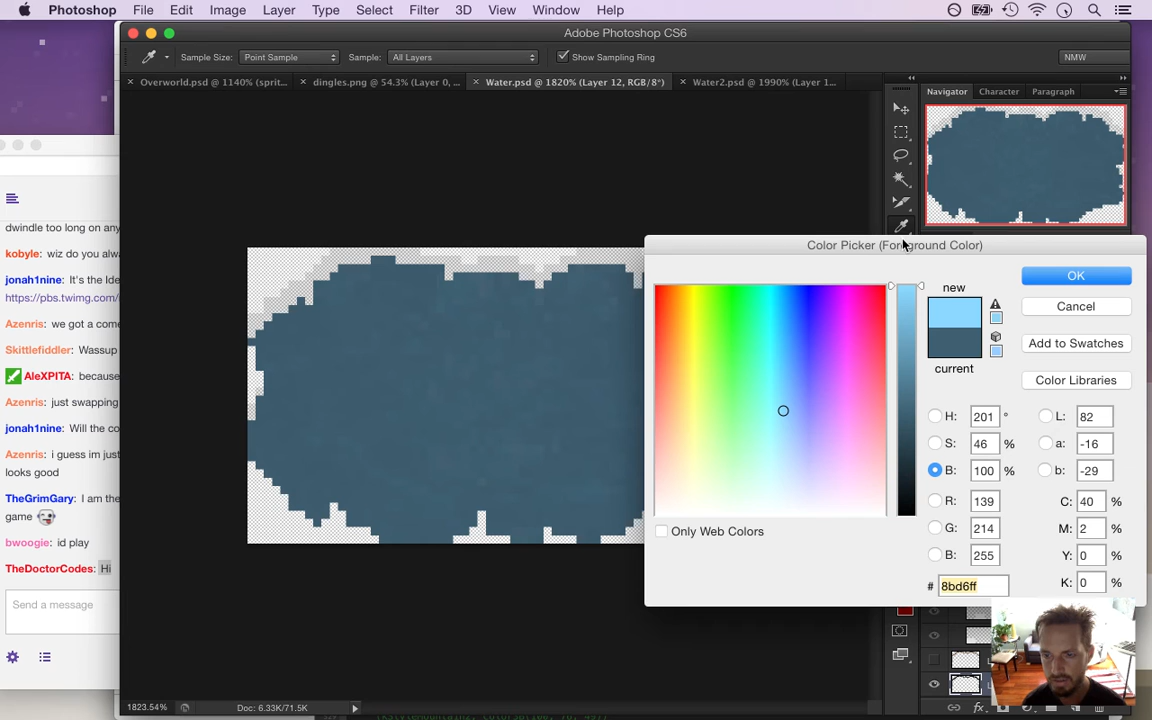 Photoshop File Edit Image Layer Type Select Filter 3D View Window Help
Adobe Photoshop CS6
Sample Size: Point Sample Sample: All Layers Show Sampling Ring NMW
Overworld.psd @ 1140% (sprit... dingles.png @ 54.3% (Layer 0, ... Water.psd @ 1820% (Layer 12, RGB/8*) Water2.psd @ 1990% (Layer 1...
Navigator Character Paragraph
dwindle too long on any
kobyle: wiz do you alwa
jonah1nine: It's the Ide
https://pbs.twimg.com/
Azenris: we got a come
Skittlefiddler: Wassup
AleXPITA: because
Azenris: just swapping
jonah1nine: Will the co
Azenris: i guess im just
looks good
TheGrimGary: I am the
game
bwoogie: id play
TheDoctorCodes: Hi
Send a message
Color Picker (Foreground Color)
new
current
OK
Cancel
Add to Swatches
Color Libraries
H: 201 °
S: 46 %
B: 100 %
R: 139
G: 214
B: 255
# 8bd6ff
L: 82
a: -16
b: -29
C: 40 %
M: 2 %
Y: 0 %
K: 0 %
Only Web Colors
fx
1823.54% Doc: 6.33K/71.5K